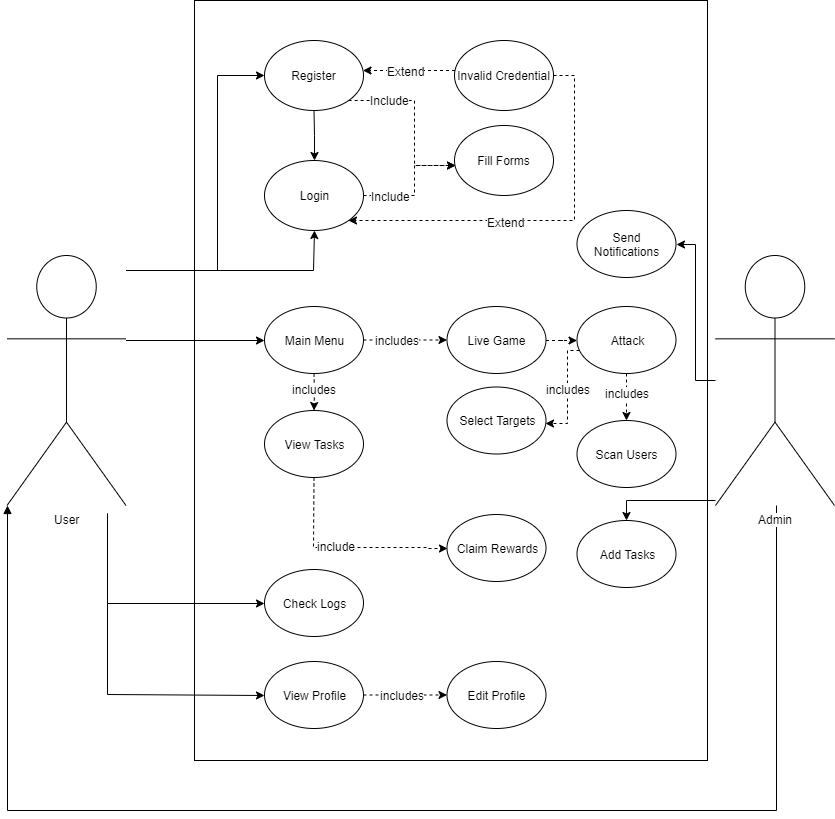 Register
Extend
Invalid Credential
Include
Fill Forms
Login
Include
Extend
Send
Notifications
Main Menu
includes
Live Game
Attack
includes
includes
includes
Select Targets
View Tasks
Scan Users
User
Admin
include
Claim Rewards
Add Tasks
Check Logs
View Profile
includes
Edit Profile